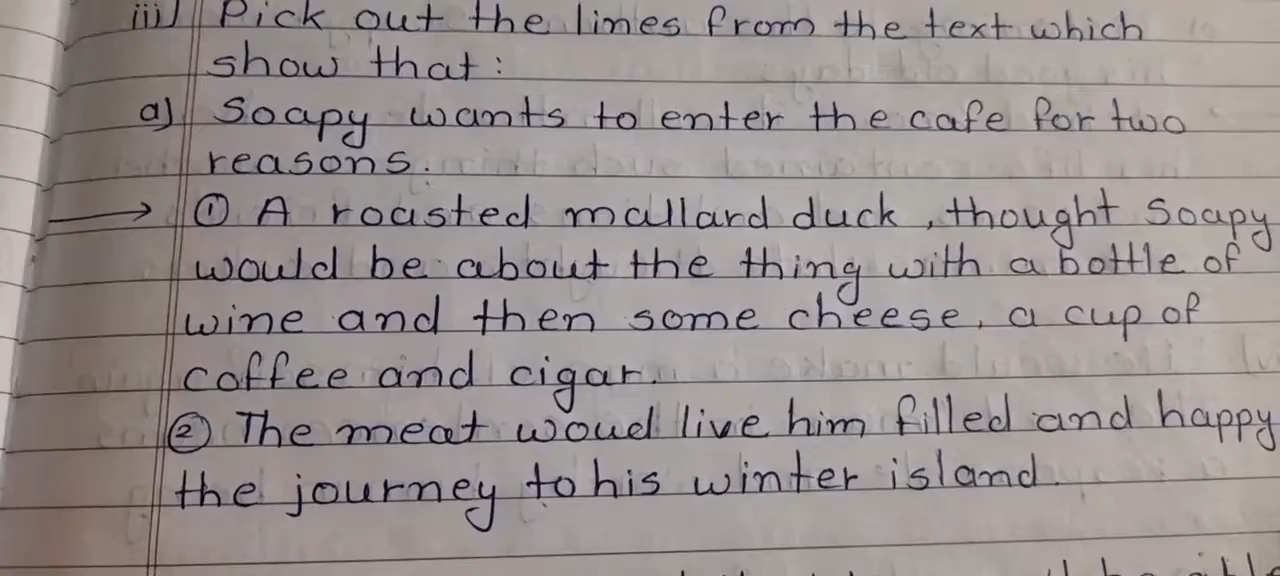 iii) Pick out the lines from the text which
show that :
a) Soapy wants to enter the cafe for two
reasons.
→ ① A roasted mallard duck, thought Soapy
would be about the thing with a bottle of
wine and then some cheese, a cup of
coffee and cigar.
② The meat woud live him filled and happy
the journey to his winter island.